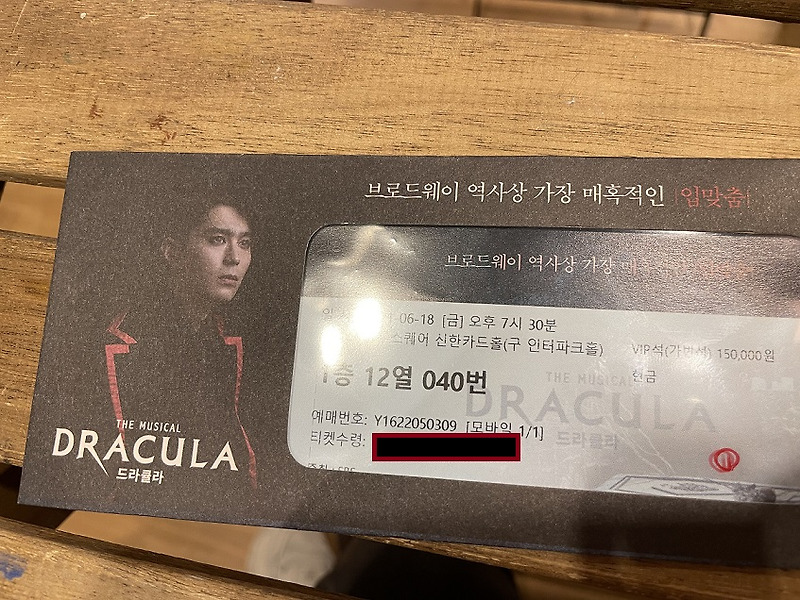 브로드웨이 역사상 가장 매혹적인 입맞춤
브로드웨이 역사상 가장
06-18 [금] 오후 7시 30분
스퀘어 신한카드홀(구 인터파크홀)
VIP석(가변석) 150,000원
1층 12열 040번
현금
예매번호: Y1622050309 [모바일 1/1]
티켓수령:
THE MUSICAL
DRACULA
드라큘라
THE MUSICAL
DRACULA
드라큘라